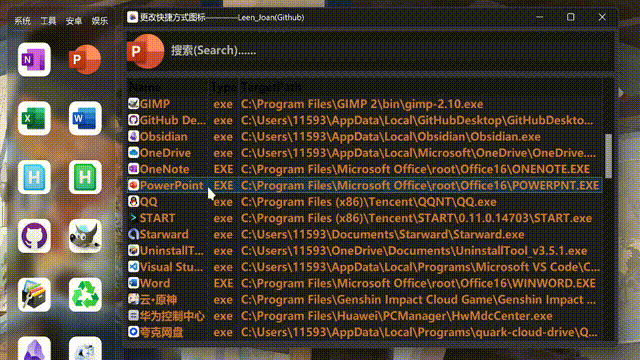 系统 工具 安卓 娱乐
更改快捷方式图标----------Leen_Joan(Github)
搜索(Search)......
Name Type TargetPath
GIMP exe C:\Program Files\GIMP 2\bin\gimp-2.10.exe
GitHub De... exe C:\Users\11593\AppData\Local\GitHubDesktop\GitHubDeskto...
Obsidian exe C:\Users\11593\AppData\Local\Obsidian\Obsidian.exe
OneDrive exe C:\Users\11593\AppData\Local\Microsoft\OneDrive\OneDrive....
OneNote EXE C:\Program Files\Microsoft Office\root\Office16\ONENOTE.EXE
PowerPoint EXE C:\Program Files\Microsoft Office\root\Office16\POWERPNT.EXE
QQ exe C:\Program Files (x86)\Tencent\QQNT\QQ.exe
START exe C:\Program Files (x86)\Tencent\START\0.11.0.14703\START.exe
Starward exe C:\Users\11593\Documents\Starward\Starward.exe
UninstallT... exe C:\Users\11593\OneDrive\Documents\UninstallTool_v3.5.1.exe
Visual Stu... exe C:\Users\11593\AppData\Local\Programs\Microsoft VS Code\C...
Word EXE C:\Program Files\Microsoft Office\root\Office16\WINWORD.EXE
云·原神 exe C:\Program Files\Genshin Impact Cloud Game\Genshin Impact ...
华为控制中心 exe C:\Program Files\Huawei\PCManager\HwMdcCenter.exe
夸克网盘 exe C:\Users\11593\AppData\Local\Programs\quark-cloud-drive\Q...